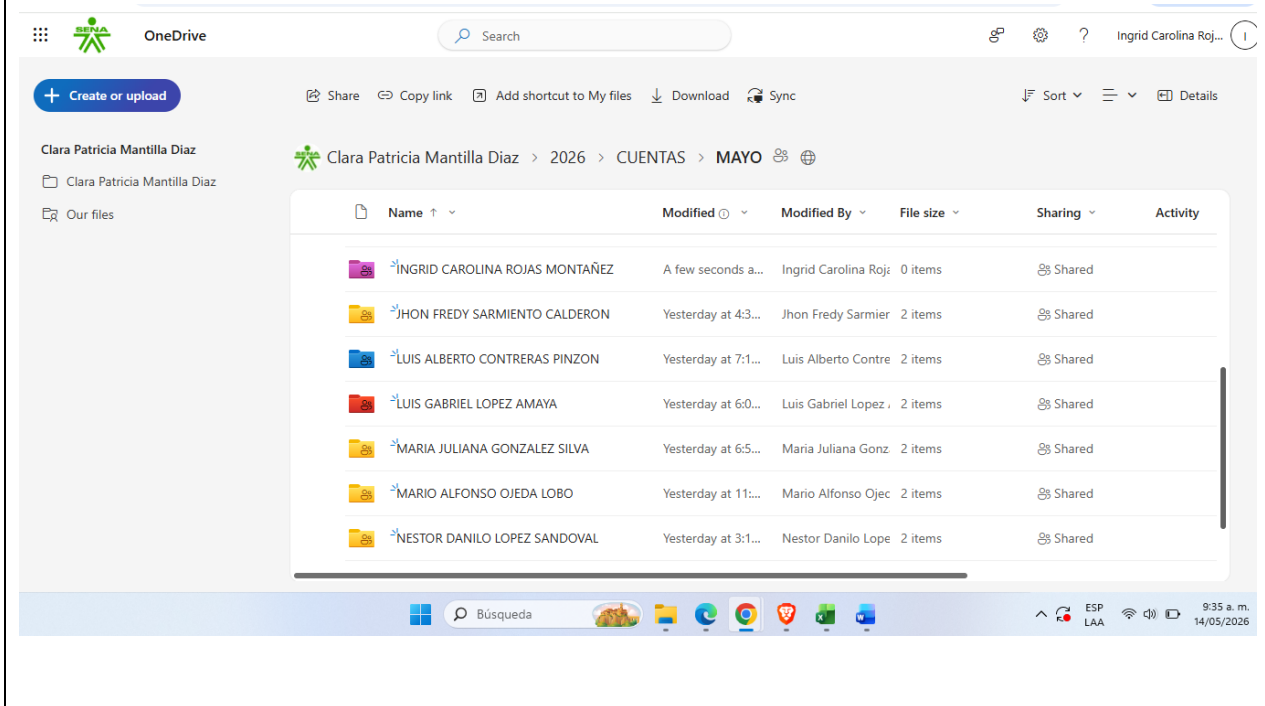 SENA
OneDrive
Search
Ingrid Carolina Roj...
I
Create or upload
Share
Copy link
Add shortcut to My files
Download
Sync
Sort
Details
Clara Patricia Mantilla Diaz
Clara Patricia Mantilla Diaz
Our files
SENA
Clara Patricia Mantilla Diaz > 2026 > CUENTAS > MAYO
Name Modified Modified By File size Sharing Activity
INGRID CAROLINA ROJAS MONTAÑEZ A few seconds a... Ingrid Carolina Roja 0 items Shared
JHON FREDY SARMIENTO CALDERON Yesterday at 4:3... Jhon Fredy Sarmier 2 items Shared
LUIS ALBERTO CONTRERAS PINZON Yesterday at 7:1... Luis Alberto Contre 2 items Shared
LUIS GABRIEL LOPEZ AMAYA Yesterday at 6:0... Luis Gabriel Lopez 2 items Shared
MARIA JULIANA GONZALEZ SILVA Yesterday at 6:5... Maria Juliana Gonz 2 items Shared
MARIO ALFONSO OJEDA LOBO Yesterday at 11:... Mario Alfonso Ojec 2 items Shared
NESTOR DANILO LOPEZ SANDOVAL Yesterday at 3:1... Nestor Danilo Lope 2 items Shared
Búsqueda
ESP
LAA
9:35 a. m.
14/05/2026